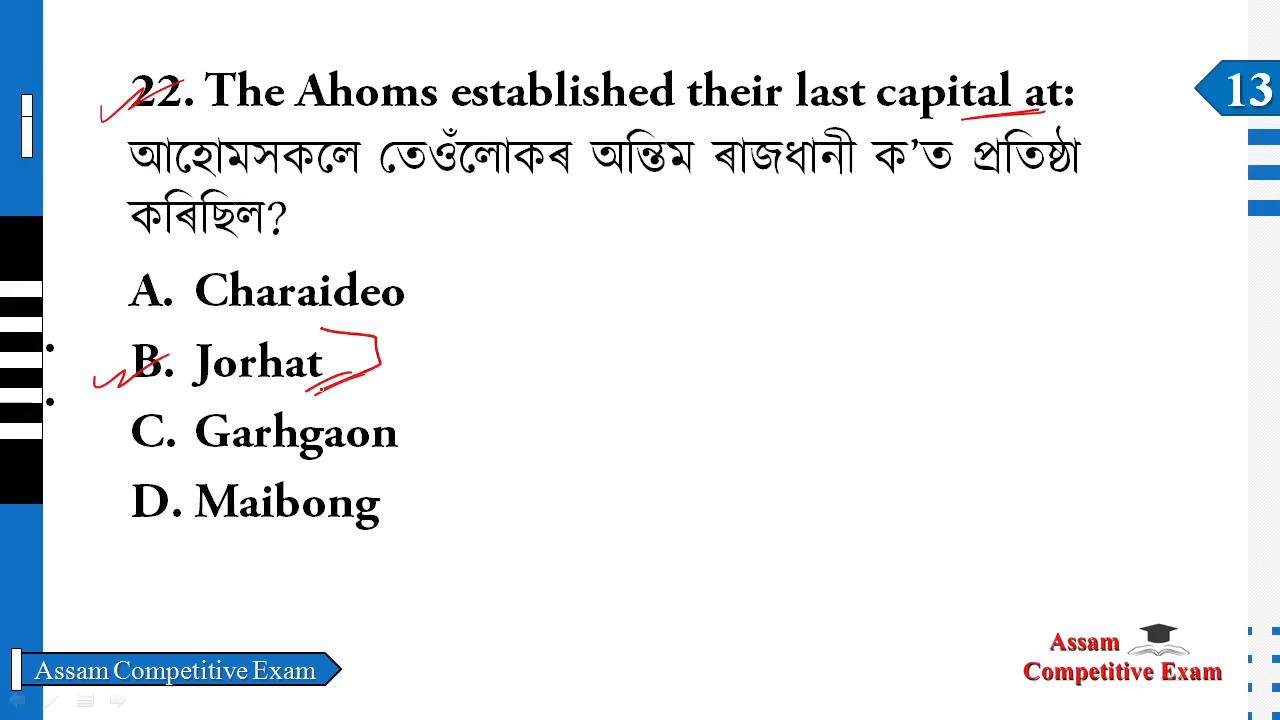 22. The Ahoms established their last capital at:
আহোমসকলে তেওঁলোকৰ অন্তিম ৰাজধানী ক’ত প্ৰতিষ্ঠা
কৰিছিল?
A. Charaideo
B. Jorhat
C. Garhgaon
D. Maibong
13
Assam Competitive Exam
Assam
Competitive Exam